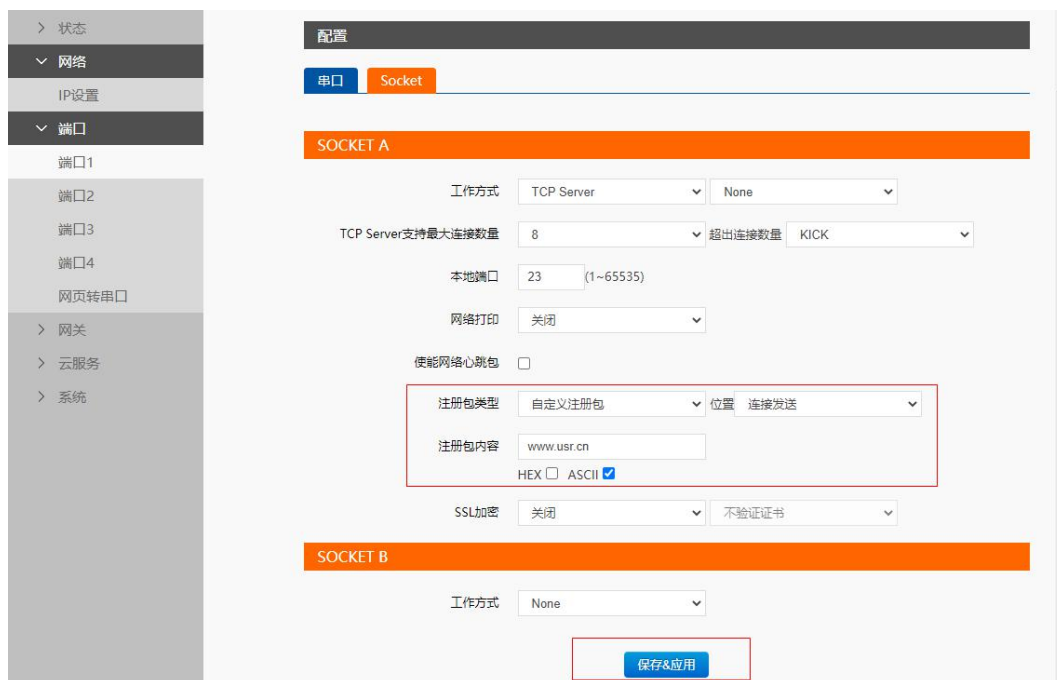 状态
网络
IP设置
端口
端口1
端口2
端口3
端口4
网页转串口
网关
云服务
系统
配置
串口 Socket
SOCKET A
工作方式 TCP Server None
TCP Server支持最大连接数量 8 超出连接数量 KICK
本地端口 23 (1~65535)
网络打印 关闭
使能网络心跳包
注册包类型 自定义注册包 位置 连接发送
注册包内容 www.usr.cn
HEX ASCII
SSL加密 关闭 不验证证书
SOCKET B
工作方式 None
保存&应用